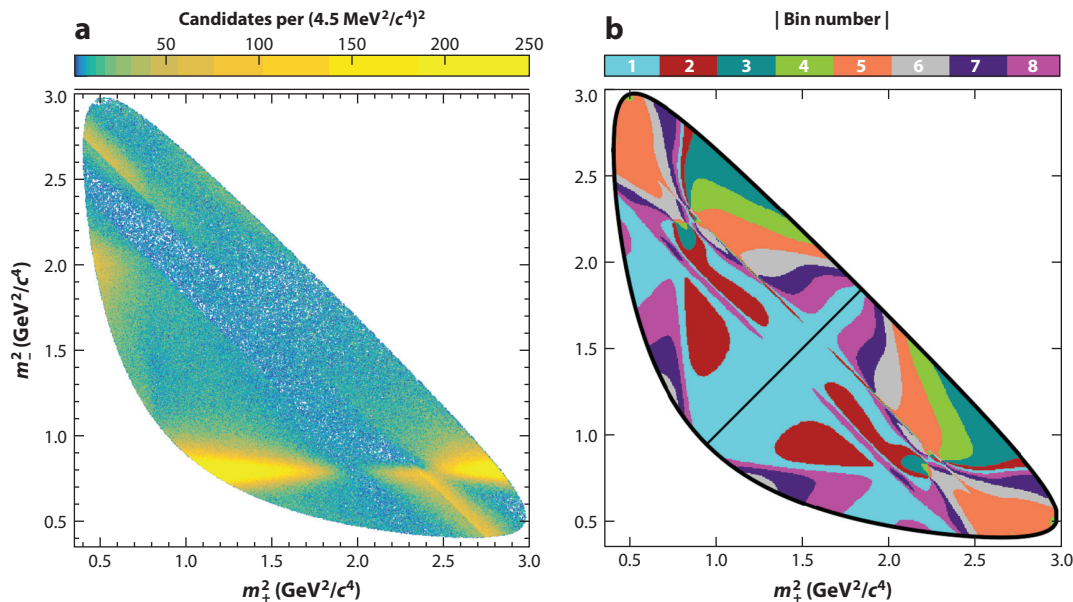 a
Candidates per (4.5 MeV²/c⁴)²
50 100 150 200 250
3.0
2.5
2.0
1.5
1.0
0.5
m²₋ (GeV²/c⁴)
0.5 1.0 1.5 2.0 2.5 3.0
m²₊ (GeV²/c⁴)
b
| Bin number |
1 2 3 4 5 6 7 8
3.0
2.5
2.0
1.5
1.0
0.5
0.5 1.0 1.5 2.0 2.5 3.0
m²₊ (GeV²/c⁴)